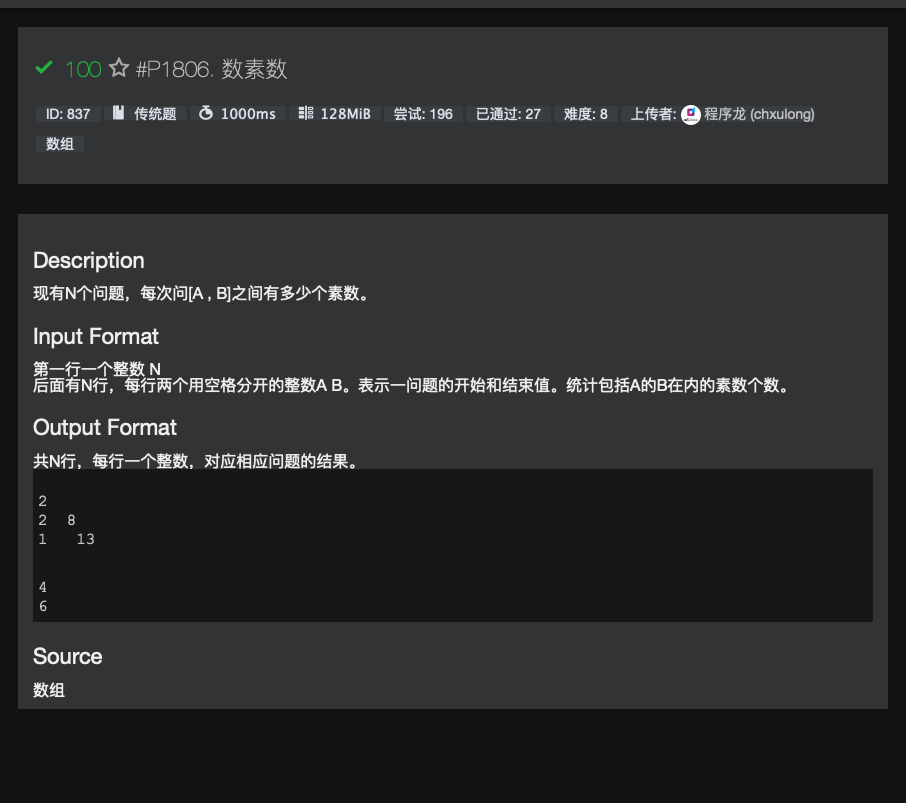 100 #P1806. 数素数
ID: 837 传统题 1000ms 128MiB 尝试: 196 已通过: 27 难度: 8 上传者: 程序龙 (chxulong)
数组
Description
现有N个问题，每次问[A , B]之间有多少个素数。
Input Format
第一行一个整数 N
后面有N行，每行两个用空格分开的整数A B。表示一问题的开始和结束值。统计包括A的B在内的素数个数。
Output Format
共N行，每行一个整数，对应相应问题的结果。
2
2 8
1 13
4
6
Source
数组